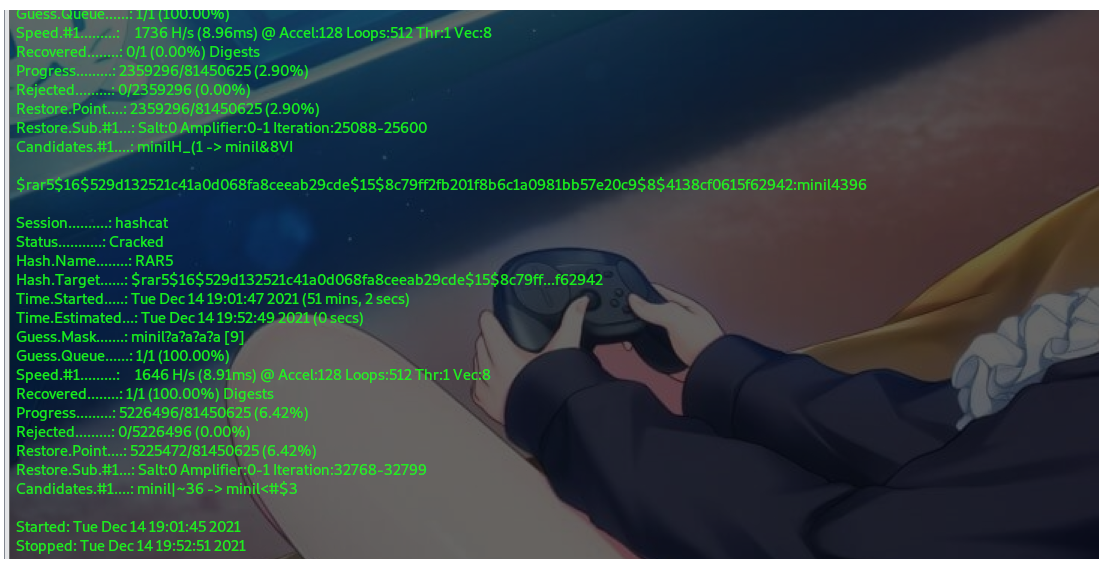 Guess.Queue......: 1/1 (100.00%)
Speed.#1.........:     1736 H/s (8.96ms) @ Accel:128 Loops:512 Thr:1 Vec:8
Recovered........: 0/1 (0.00%) Digests
Progress.........: 2359296/81450625 (2.90%)
Rejected.........: 0/2359296 (0.00%)
Restore.Point....: 2359296/81450625 (2.90%)
Restore.Sub.#1...: Salt:0 Amplifier:0-1 Iteration:25088-25600
Candidates.#1....: minilH_(1 -> minil&8VI

$rar5$16$529d132521c41a0d068fa8ceeab29cde$15$8c79ff2fb201f8b6c1a0981bb57e20c9$8$4138cf0615f62942:minil4396

Session..........: hashcat
Status...........: Cracked
Hash.Name........: RAR5
Hash.Target......: $rar5$16$529d132521c41a0d068fa8ceeab29cde$15$8c79ff...f62942
Time.Started.....: Tue Dec 14 19:01:47 2021 (51 mins, 2 secs)
Time.Estimated...: Tue Dec 14 19:52:49 2021 (0 secs)
Guess.Mask.......: minil?a?a?a?a [9]
Guess.Queue......: 1/1 (100.00%)
Speed.#1.........:     1646 H/s (8.91ms) @ Accel:128 Loops:512 Thr:1 Vec:8
Recovered........: 1/1 (100.00%) Digests
Progress.........: 5226496/81450625 (6.42%)
Rejected.........: 0/5226496 (0.00%)
Restore.Point....: 5225472/81450625 (6.42%)
Restore.Sub.#1...: Salt:0 Amplifier:0-1 Iteration:32768-32799
Candidates.#1....: minil|~36 -> minil<#$3

Started: Tue Dec 14 19:01:45 2021
Stopped: Tue Dec 14 19:52:51 2021